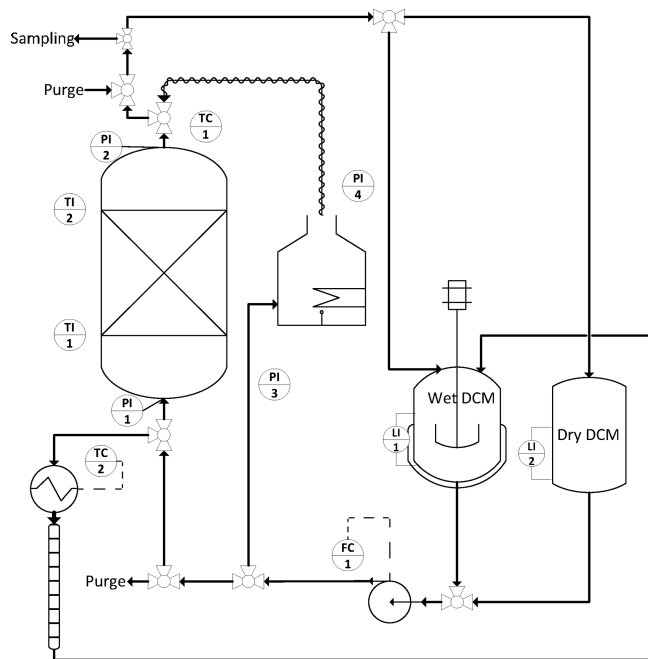 Sampling
Purge
TC
1
PI
2
PI
4
TI
2
TI
1
PI
3
PI
1
Wet DCM
LI
1
Dry DCM
LI
2
TC
2
FC
1
Purge